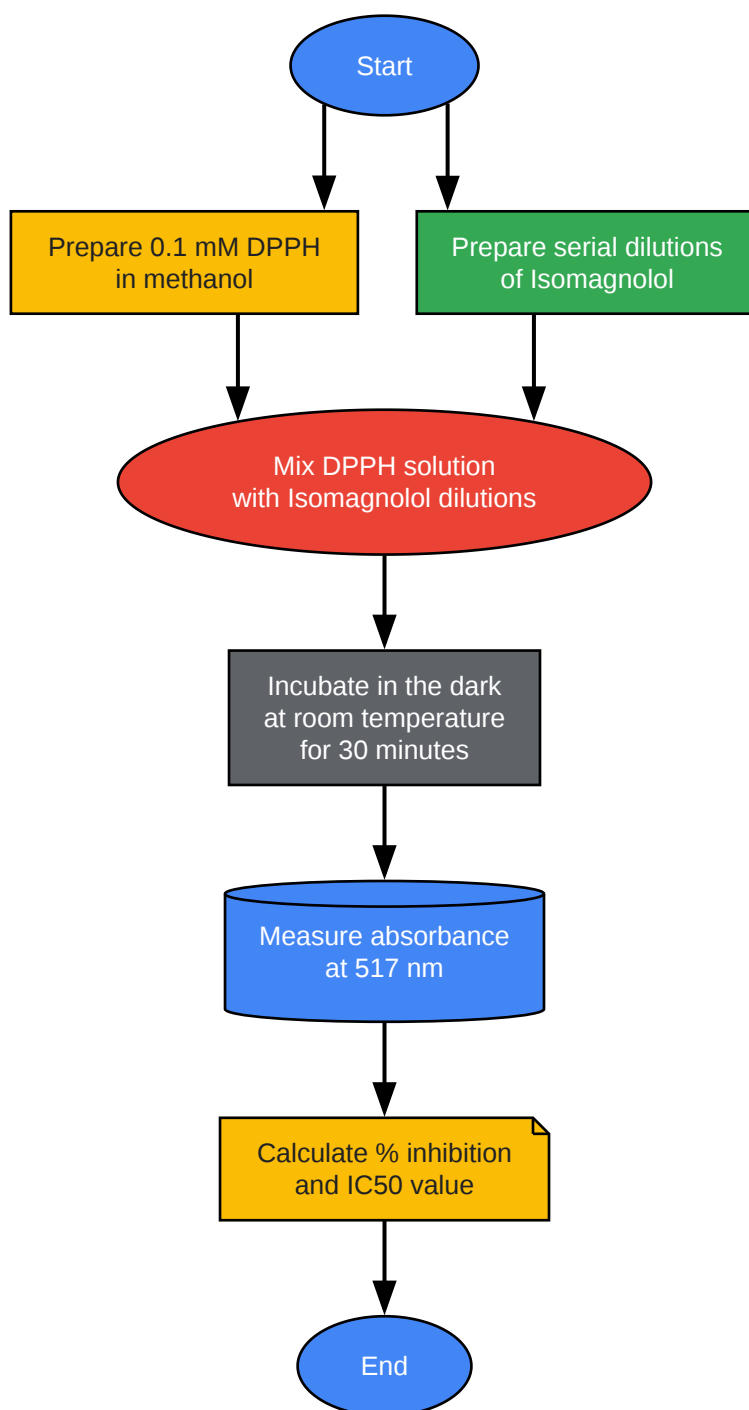 Start
Prepare 0.1 mM DPPH
in methanol
Prepare serial dilutions
of Isomagnolol
Mix DPPH solution
with Isomagnolol dilutions
Incubate in the dark
at room temperature
for 30 minutes
Measure absorbance
at 517 nm
Calculate % inhibition
and IC50 value
End